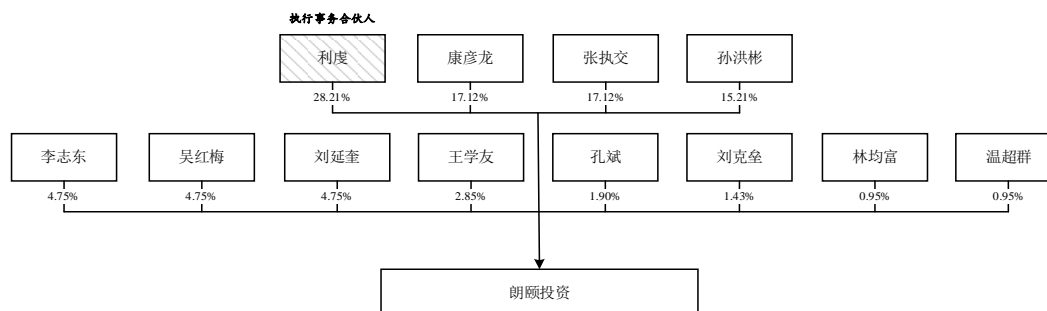 执行事务合伙人
利虔 康彦龙 张执交 孙洪彬
28.21% 17.12% 17.12% 15.21%
李志东 吴红梅 刘延奎 王学友 孔斌 刘克垒 林均富 温超群
4.75% 4.75% 4.75% 2.85% 1.90% 1.43% 0.95% 0.95%
朗颐投资